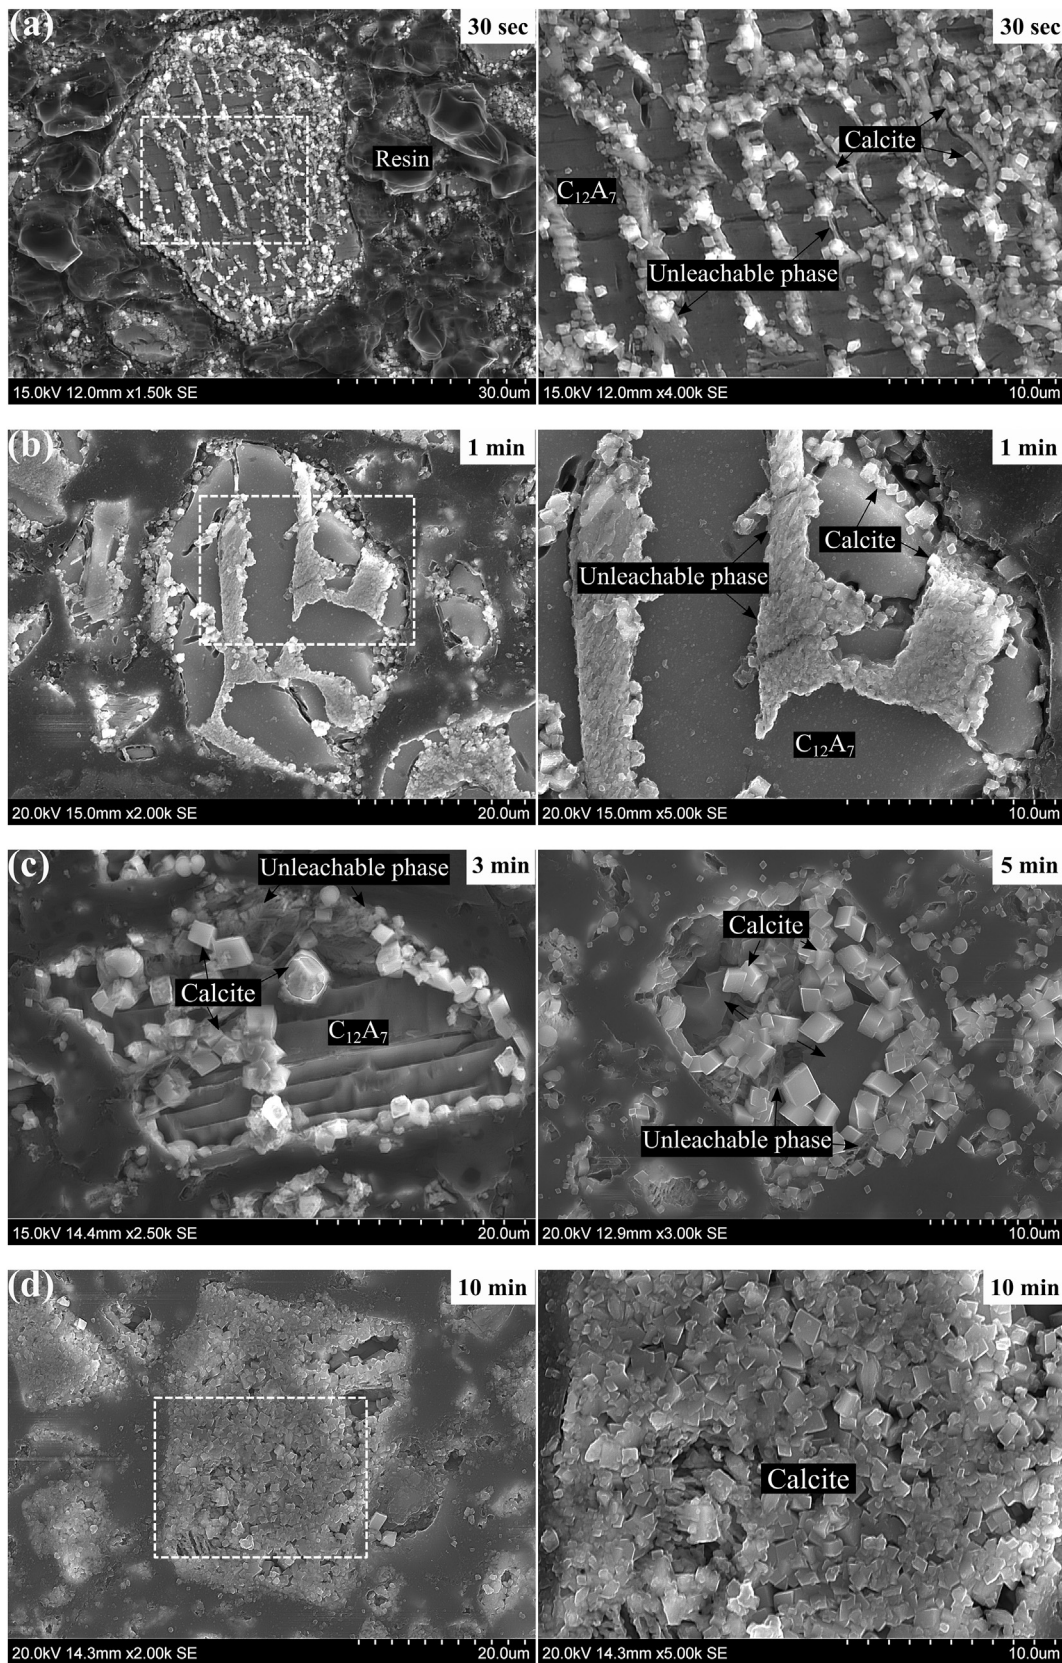 (a)
30 sec
Resin
15.0kV 12.0mm x1.50k SE
30.0um
30 sec
Calcite
C₁₂A₇
Unleachable phase
15.0kV 12.0mm x4.00k SE
10.0um
(b)
1 min
20.0kV 15.0mm x2.00k SE
20.0um
1 min
Calcite
Unleachable phase
C₁₂A₇
20.0kV 15.0mm x5.00k SE
10.0um
(c)
3 min
Unleachable phase
Calcite
C₁₂A₇
15.0kV 14.4mm x2.50k SE
20.0um
5 min
Calcite
Unleachable phase
20.0kV 12.9mm x3.00k SE
10.0um
(d)
10 min
20.0kV 14.3mm x2.00k SE
20.0um
10 min
Calcite
20.0kV 14.3mm x5.00k SE
10.0um